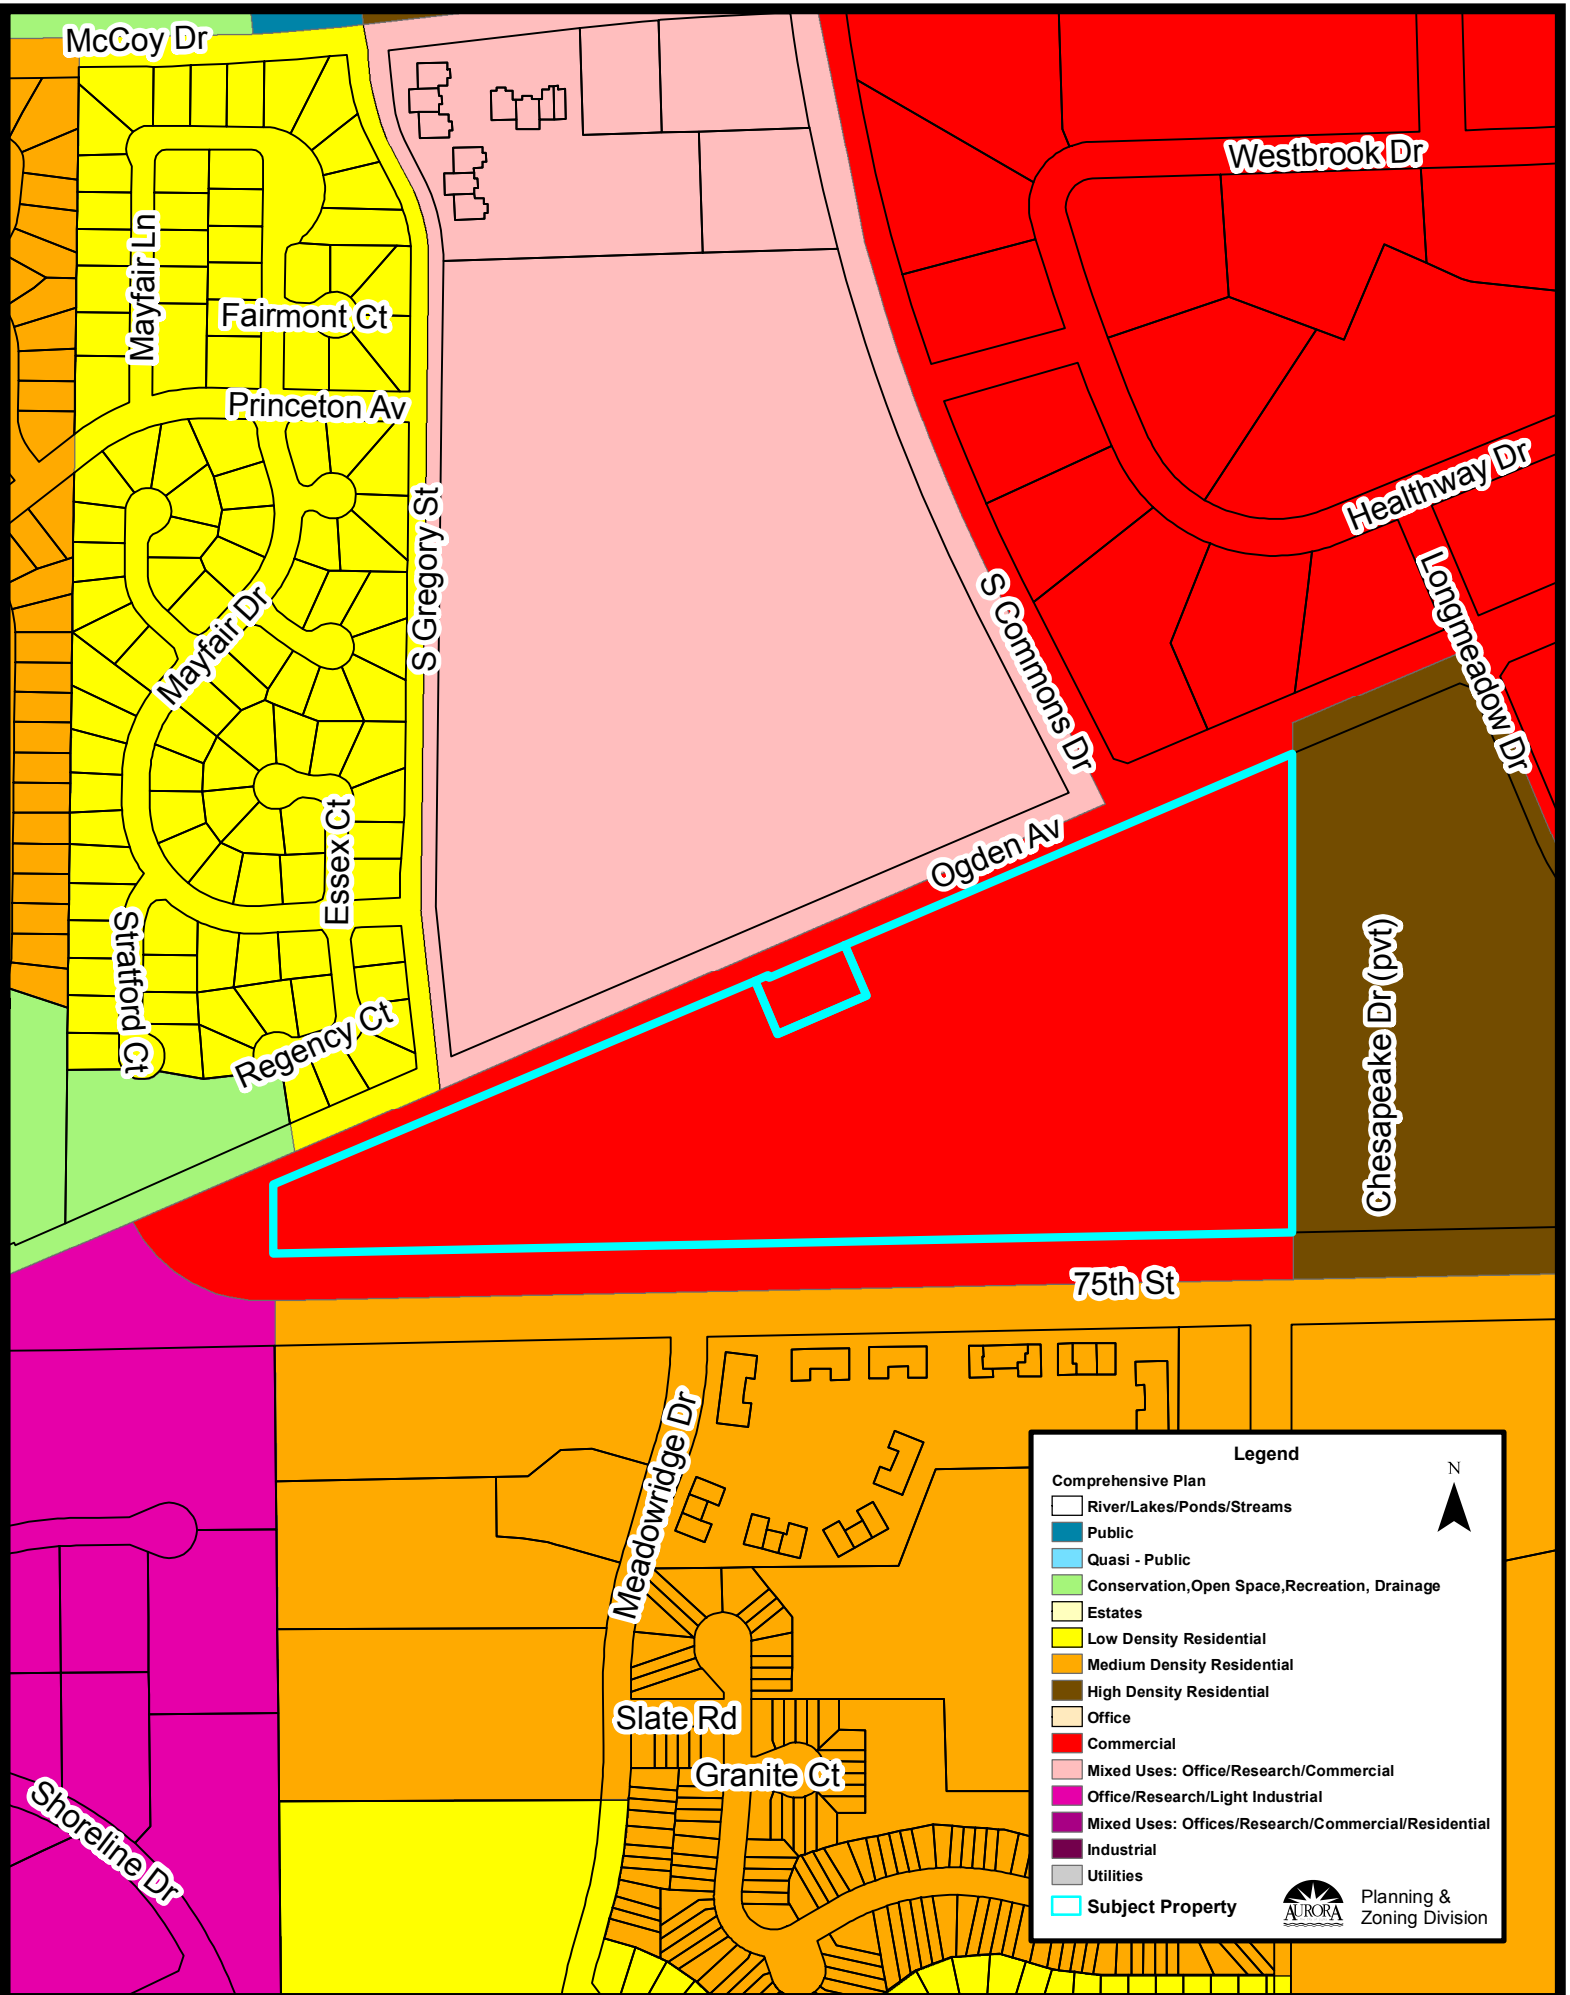 McCoy Dr
Westbrook Dr
Mayfair Ln
Fairmont Ct
Princeton Av
Healthway Dr
S Gregory St
Longmeadow Dr
S Commons Dr
Mayfair Dr
Essex Ct
Ogden Av
Stratford Ct
Chesapeake Dr (pvt)
Regency Ct
75th St
Meadowridge Dr
Slate Rd
Granite Ct
Shoreline Dr
Legend
N
Comprehensive Plan
River/Lakes/Ponds/Streams
Public
Quasi - Public
Conservation,Open Space,Recreation, Drainage
Estates
Low Density Residential
Medium Density Residential
High Density Residential
Office
Commercial
Mixed Uses: Office/Research/Commercial
Office/Research/Light Industrial
Mixed Uses: Offices/Research/Commercial/Residential
Industrial
Utilities
Subject Property
AURORA
Planning &
Zoning Division